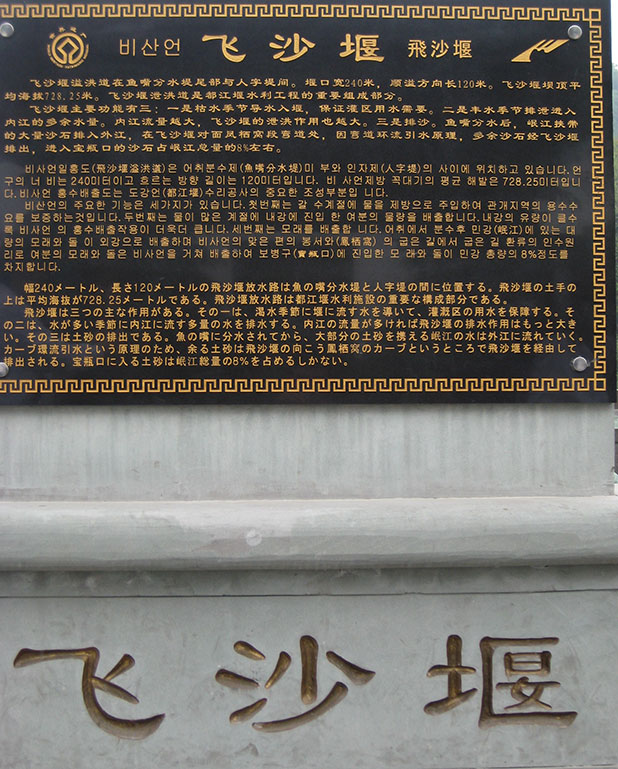 비산언 飞沙堰 飛沙堰
飞沙堰溢洪道在鱼嘴分水堤尾部与人字堤间。堰口宽240米，顺溢方向长120米。飞沙堰坝顶平
均海拔728.25米。飞沙堰泄洪道是都江堰水利工程的重要组成部分。
飞沙堰主要功能有三：一是枯水季节导水入堰，保证灌区用水需要。二是丰水季节排泄进入
内江的多余水量。内江流量越大，飞沙堰的泄洪作用也越大。三是排沙。鱼嘴分水后，岷江挟带
的大量沙石排入外江，在飞沙堰对面凤栖窝段弯道处，因弯道环流引水原理，多余沙石经飞沙堰
排出，进入宝瓶口的沙石占岷江总量的8%左右。
비사언일홍도(飛沙堰溢洪道)은 어취분수제(魚嘴分水堤)미 부와 인자제(人字堤)의 사이에 위치하고 있습니다.언
구의 너 비는 240미터이고 흐르는 방향 길이는 120미터입니다. 비 사언제방 꼭대기의 평균 해발은 728.25미터입니
다.비사언 홍수배출도는 도강언(都江堰)수리공사의 중요한 조성부분입 니다.
비산언의 주요한 기능은 세가지가 있습니다.첫번째는 갈 수계절에 물을 제방으로 주입하여 관개지역의 용수수
요를 보증하는것입니다.두번째는 물이 많은 계절에 내강에 진입 한 여분의 물량을 배출합니다.내강의 유량이 클수
록 비사언 의 홍수배출작용이 더욱더 큽니다.세번째는 모래를 배출합 니다.어취에서 분수후 민강(岷江)에 있는 대
량의 모래와 돌 이 외강으로 배출하며 비사언의 맞은 편의 봉서와(鳳栖窩) 의 굽은 길에서 굽은 길 환류의 인수원
리로 여분의 모래와 돌은 비사언을 거쳐 배출하여 보병구(寶瓶口)에 진입한 모 래와 돌이 민강 총량의 8%정도를
차지합니다.
幅240メートル、長さ120メートルの飛沙堰放水路は魚の嘴分水堤と人字堤の間に位置する。飛沙堰の土手の
上は平均海抜が728.25メートルである。飛沙堰放水路は都江堰水利施設の重要な構成部分である。
飛沙堰は三つの主な作用がある。その一は、渇水季節に堰に流す水を導いて、灌漑区の用水を保障する。そ
の二は、水が多い季節に内江に流す多量の水を排水する。内江の流量が多ければ飛沙堰の排水作用はもっと大き
い。その三は土砂の排出である。魚の嘴に分水されてから、大部分の土砂を携える岷江の水は外江に流れていく。
カーブ環流引水という原理のため、余る土砂は飛沙堰の向こう鳳栖窝のカーブというところで飛沙堰を経由して
排出される。宝瓶口に入る土砂は岷江総量の8%を占めるしかない。
飞沙堰